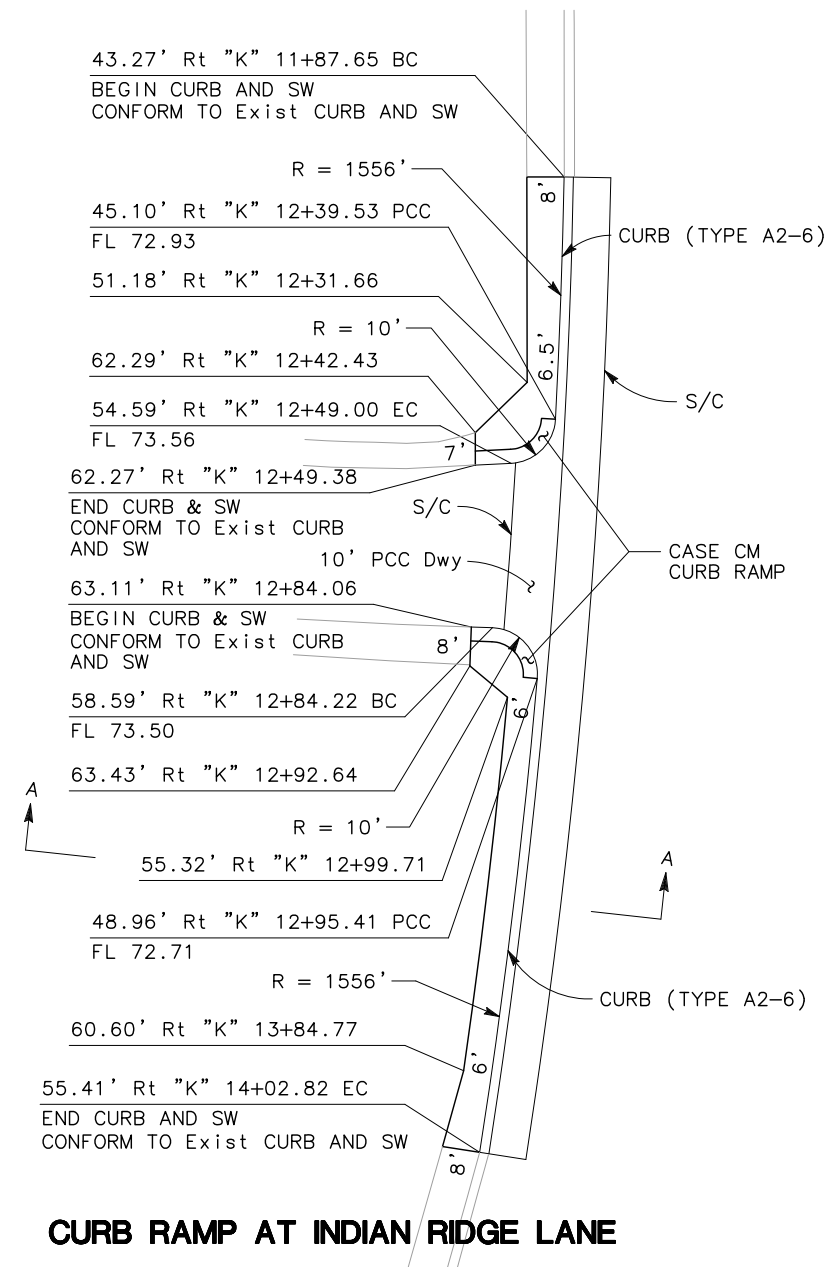 43.27' Rt "K" 11+87.65 BC
BEGIN CURB AND SW
CONFORM TO Exist CURB AND SW
R = 1556'
8'
45.10' Rt "K" 12+39.53 PCC
FL 72.93
CURB (TYPE A2-6)
51.18' Rt "K" 12+31.66
R = 10'
6.5'
62.29' Rt "K" 12+42.43
S/C
54.59' Rt "K" 12+49.00 EC
FL 73.56
7'
62.27' Rt "K" 12+49.38
END CURB & SW
CONFORM TO Exist CURB
AND SW
S/C
10' PCC Dwy
CASE CM
CURB RAMP
63.11' Rt "K" 12+84.06
BEGIN CURB & SW
CONFORM TO Exist CURB
AND SW
8'
58.59' Rt "K" 12+84.22 BC
FL 73.50
6'
63.43' Rt "K" 12+92.64
A
R = 10'
55.32' Rt "K" 12+99.71
A
48.96' Rt "K" 12+95.41 PCC
FL 72.71
R = 1556'
CURB (TYPE A2-6)
60.60' Rt "K" 13+84.77
6'
55.41' Rt "K" 14+02.82 EC
END CURB AND SW
CONFORM TO Exist CURB AND SW
8'
CURB RAMP AT INDIAN RIDGE LANE